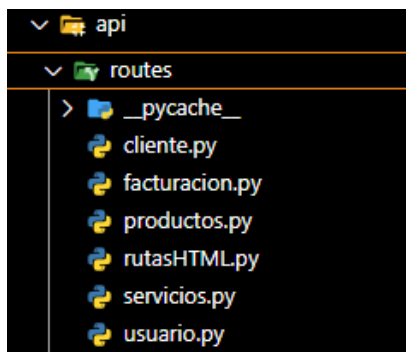 api
routes
__pycache__
cliente.py
facturacion.py
productos.py
rutasHTML.py
servicios.py
usuario.py